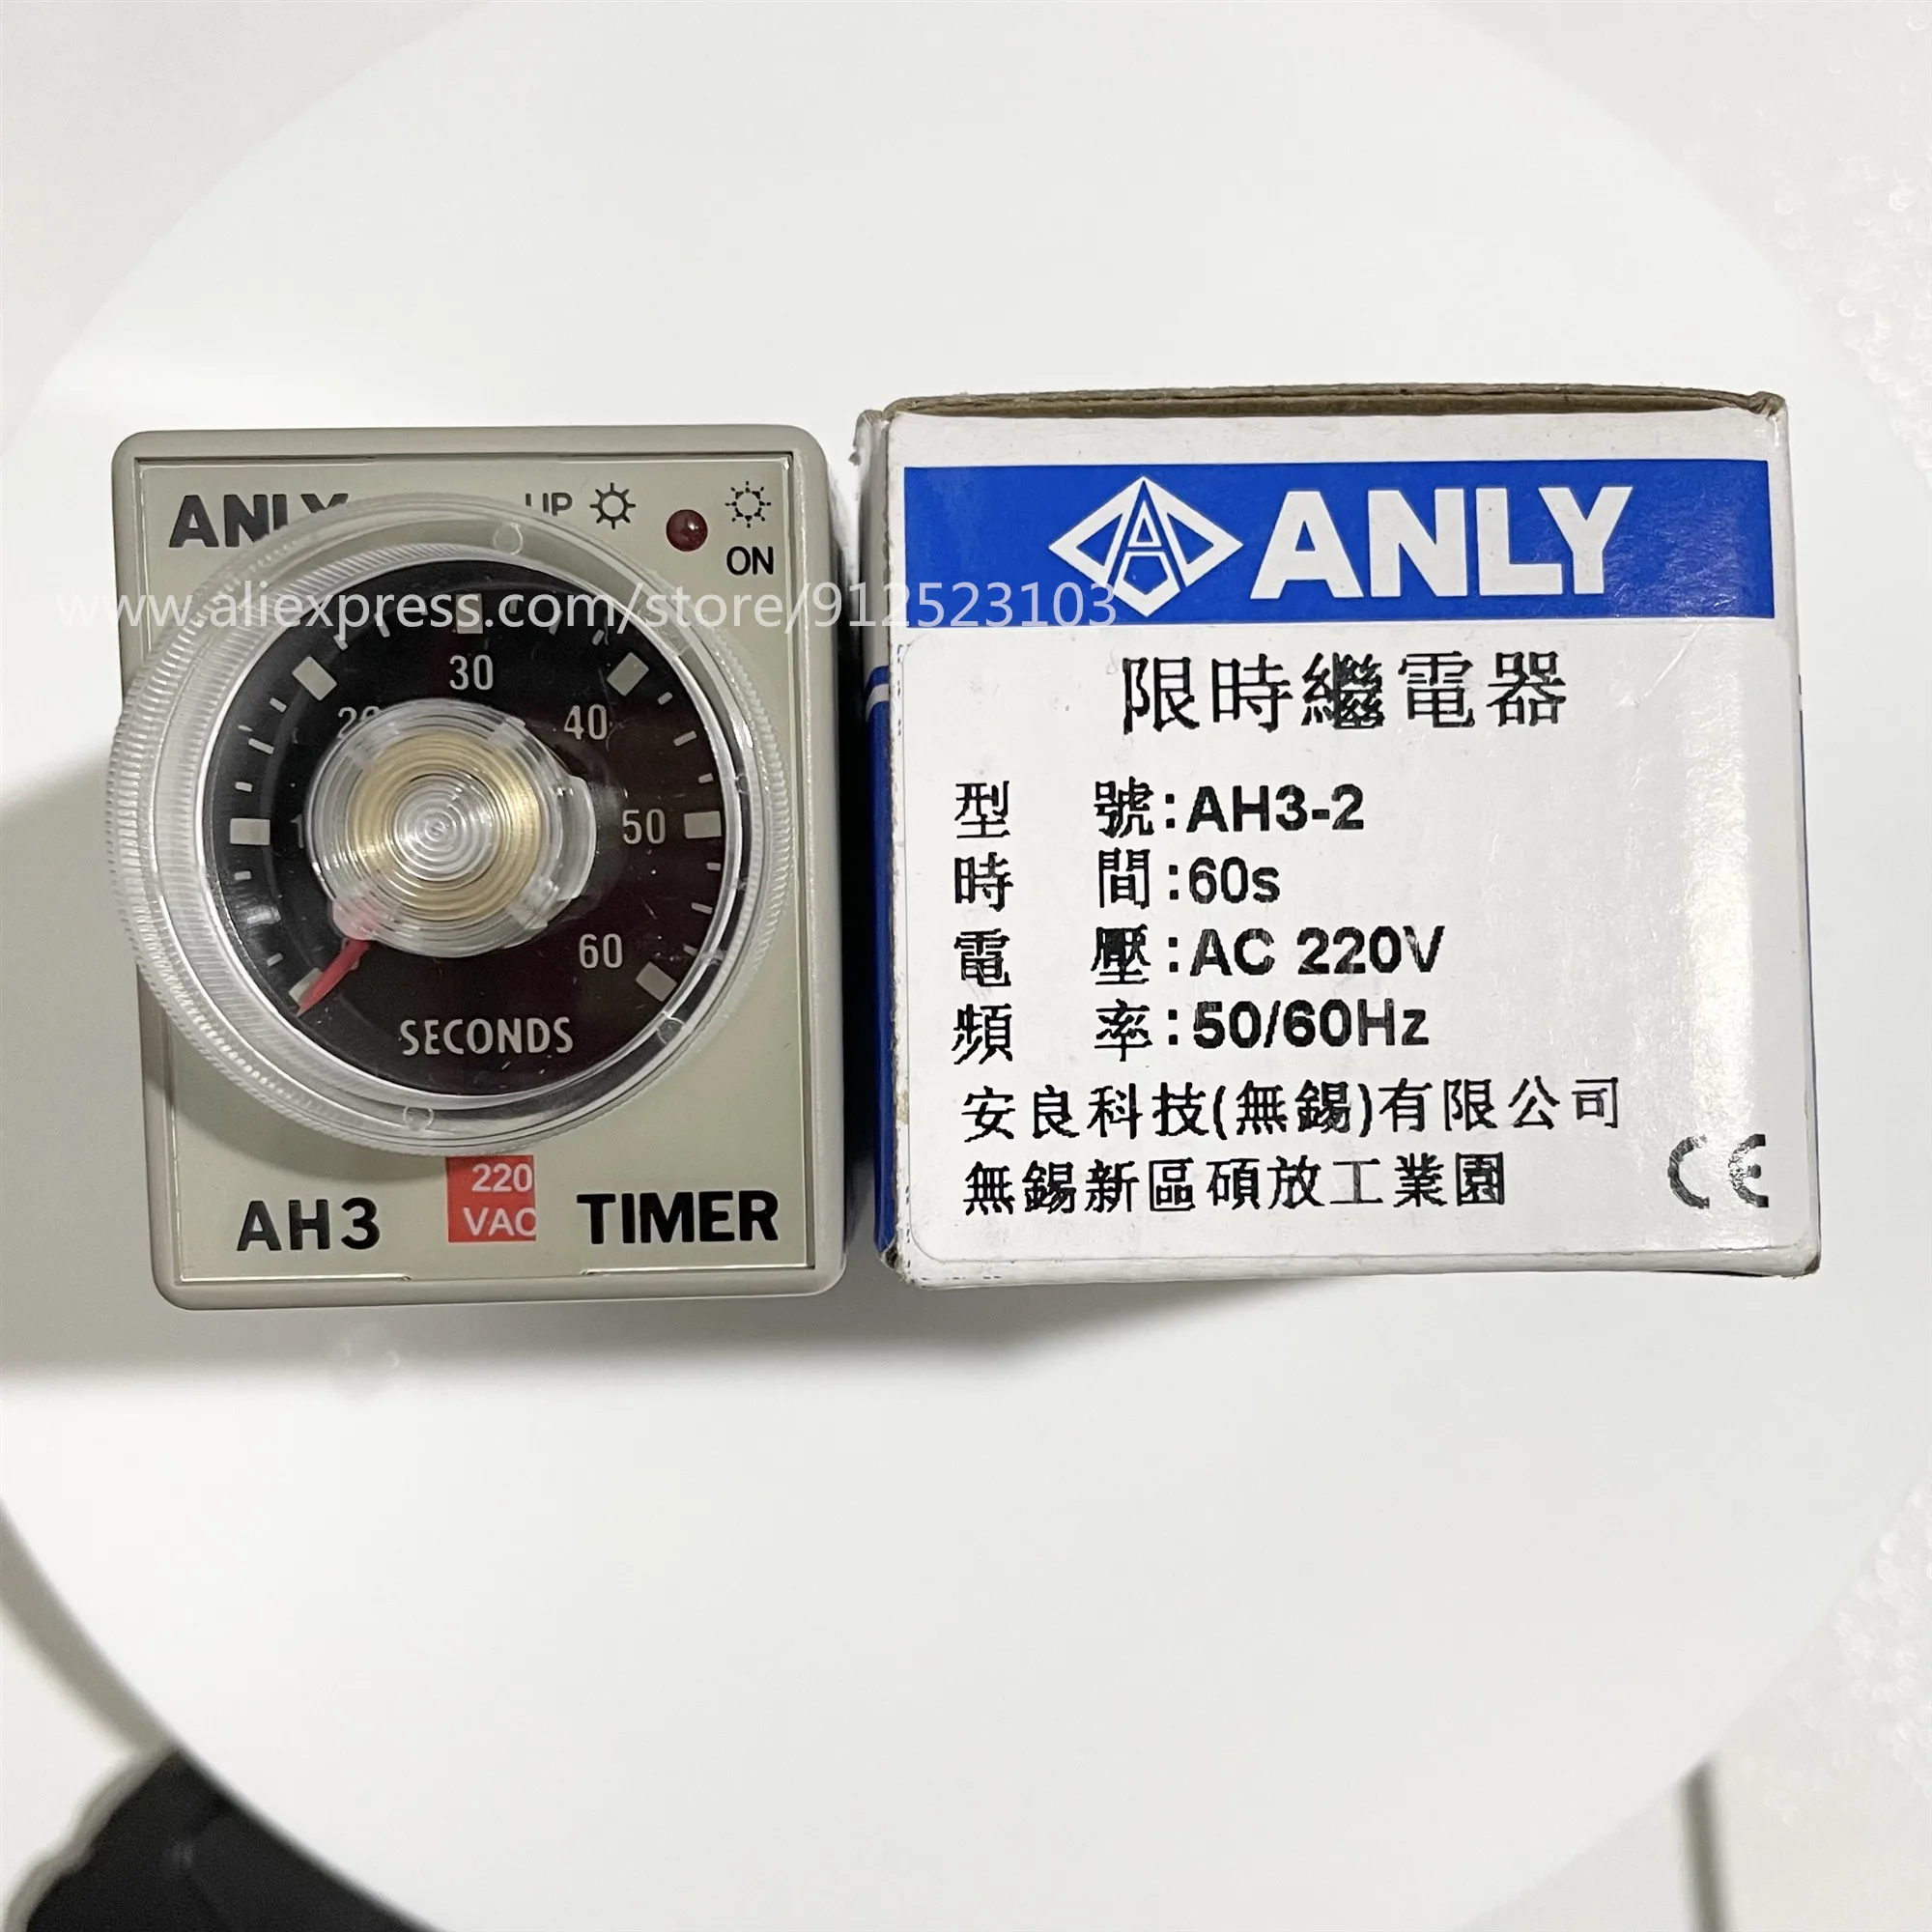 ANLY
UP
ON
www.aliexpress.com/store/912523103
20
30
40
50
60
SECONDS
AH3
220
VAC
TIMER
ANLY
限時繼電器
型 號:AH3-2
時 間:60s
電 壓:AC 220V
頻 率:50/60Hz
安良科技(無錫)有限公司
無錫新區碩放工業園
CE